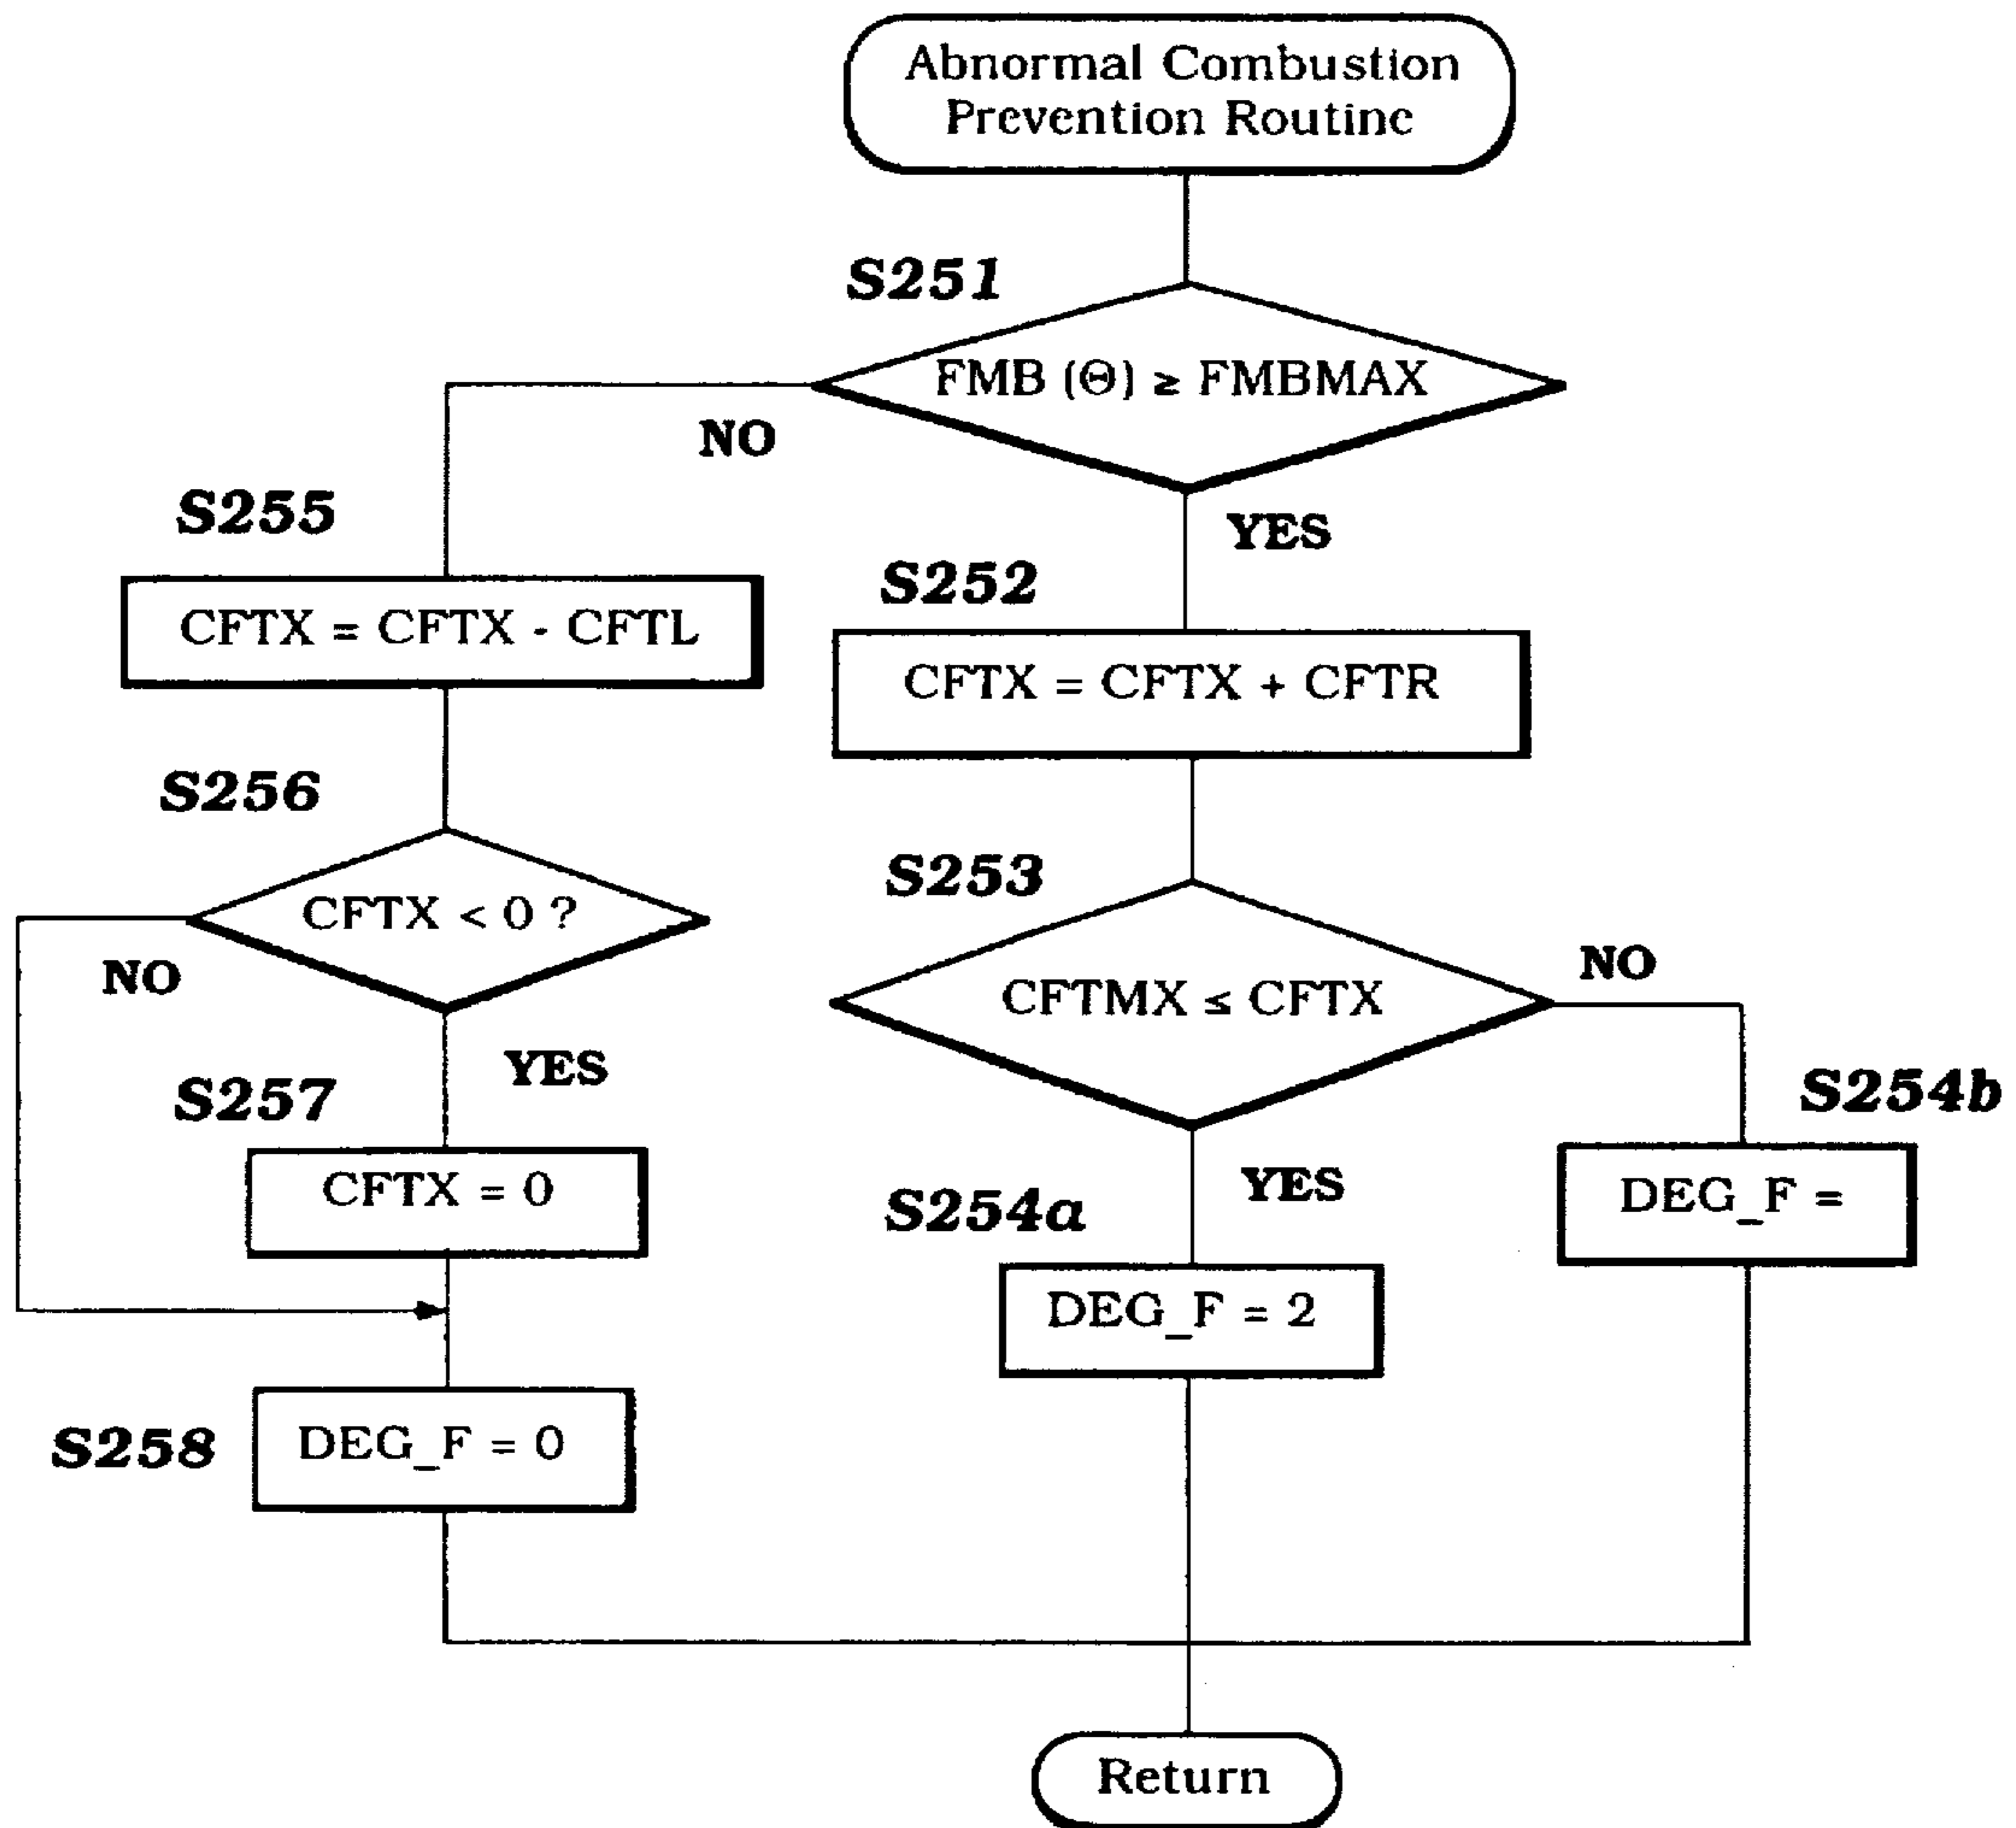 Abnormal Combustion
Prevention Routine
S251
FMB (Θ) ≥ FMBMAX
NO
YES
S255
CFTX = CFTX - CFTL
S252
CFTX = CFTX + CFTR
S256
CFTX < 0 ?
NO
YES
S253
CFTMX ≤ CFTX
NO
YES
S257
CFTX = 0
S254a
DEG_F = 2
S254b
DEG_F =
S258
DEG_F = 0
Return